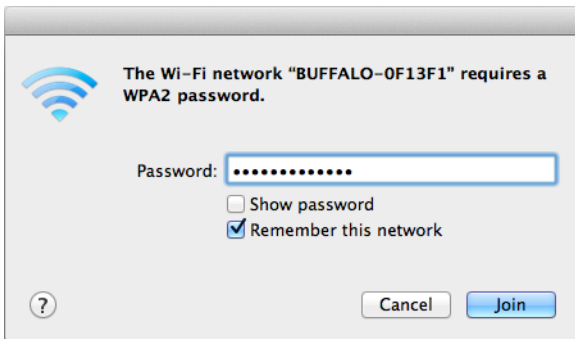 The Wi-Fi network “BUFFALO-0F13F1” requires a
WPA2 password.
Password: •••••••••••••
Show password
Remember this network
? Cancel Join